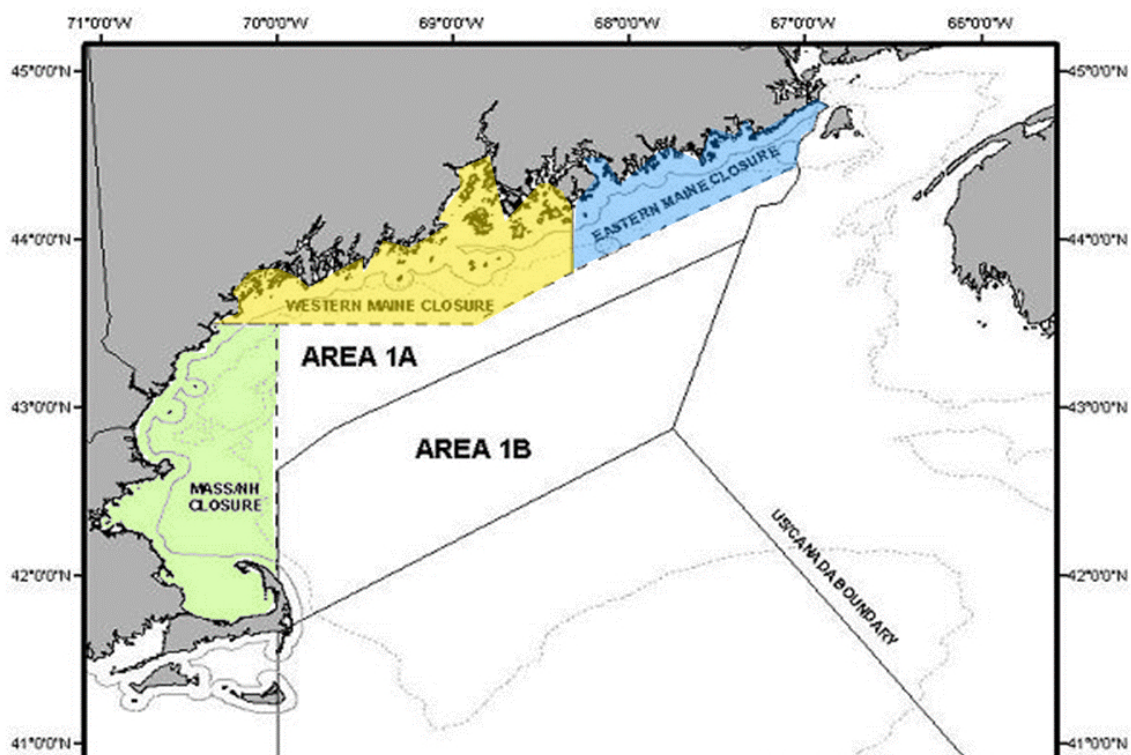 71°0'0"W 70°0'0"W 69°0'0"W 68°0'0"W 67°0'0"W 66°0'0"W
45°0'0"N 45°0'0"N
EASTERN MAINE CLOSURE
44°0'0"N 44°0'0"N
WESTERN MAINE CLOSURE
AREA 1A
43°0'0"N 43°0'0"N
AREA 1B
MASS/NH
CLOSURE
US/CANADA BOUNDARY
42°0'0"N 42°0'0"N
41°0'0"N 41°0'0"N